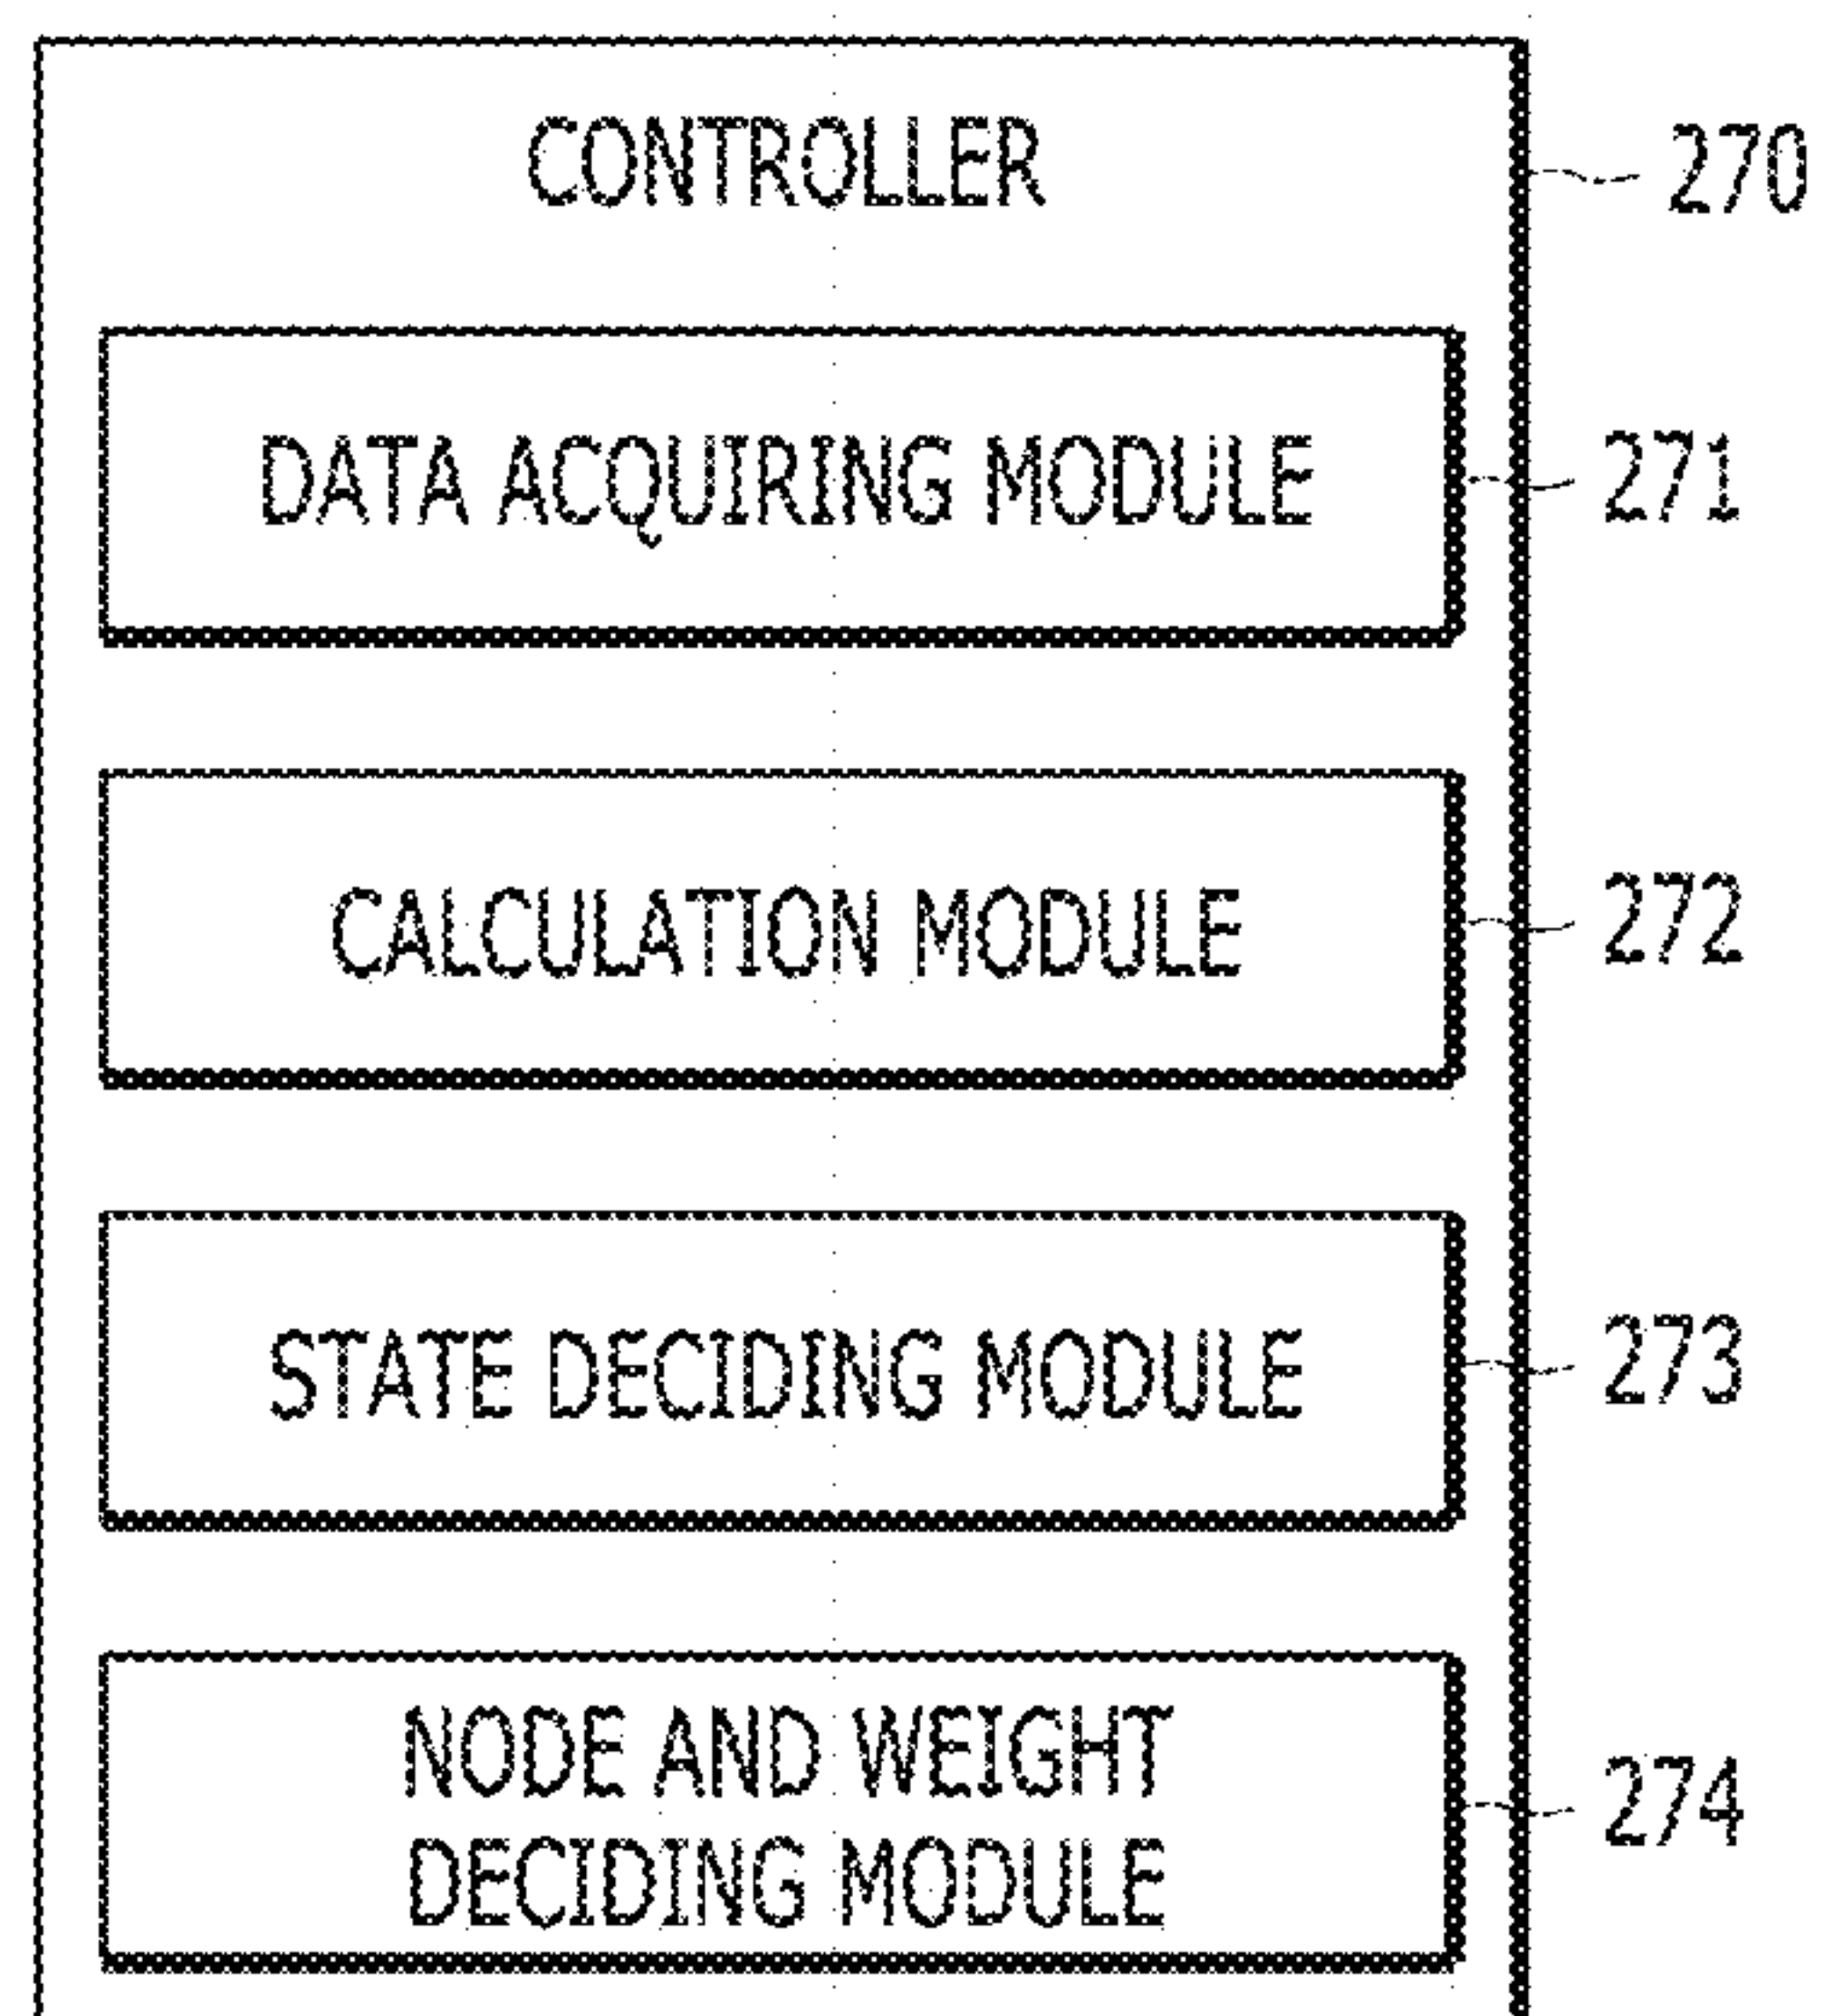 CONTROLLER
270
DATA ACQUIRING MODULE
271
CALCULATION MODULE
272
STATE DECIDING MODULE
273
NODE AND WEIGHT
DECIDING MODULE
274